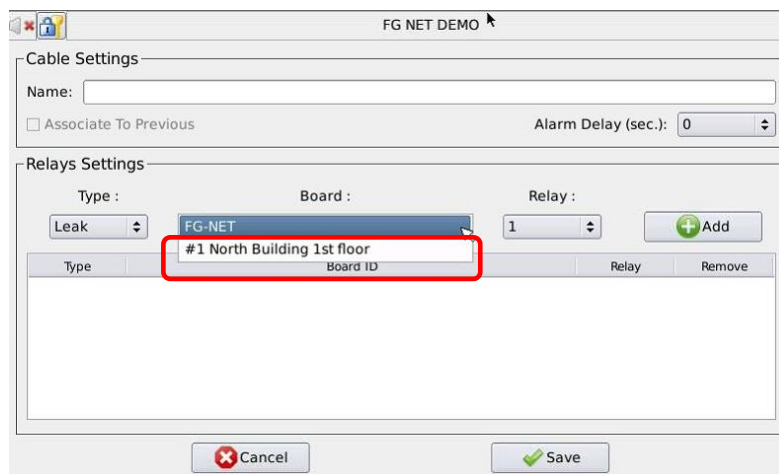 FG NET DEMO
Cable Settings
Name:
Associate To Previous Alarm Delay (sec.): 0
Relays Settings
Type : Board : Relay :
Leak FG-NET 1 Add
#1 North Building 1st floor
Type Board ID Relay Remove
Cancel Save